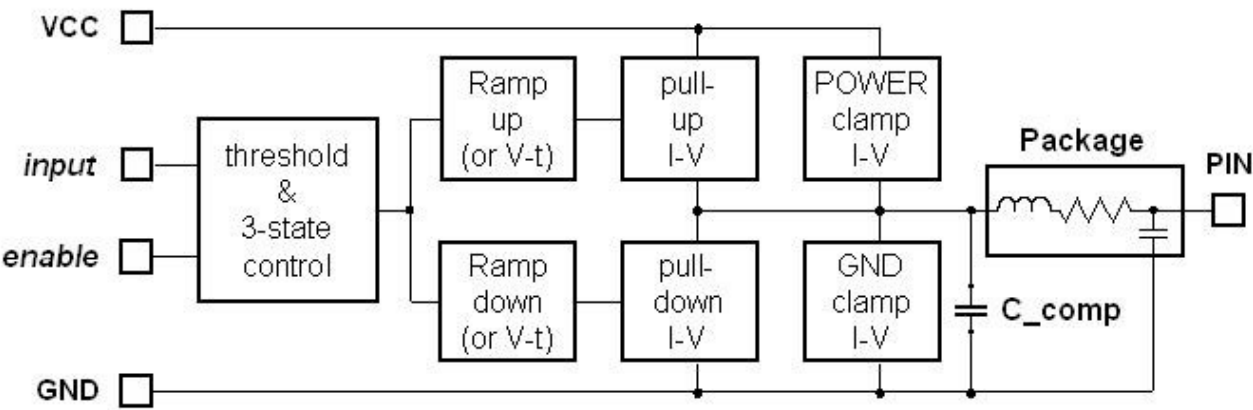 VCC
Ramp
up
(or V-t)
pull-
up
I-V
POWER
clamp
I-V
Package
PIN
input
enable
threshold
&
3-state
control
Ramp
down
(or V-t)
pull-
down
I-V
GND
clamp
I-V
C_comp
GND